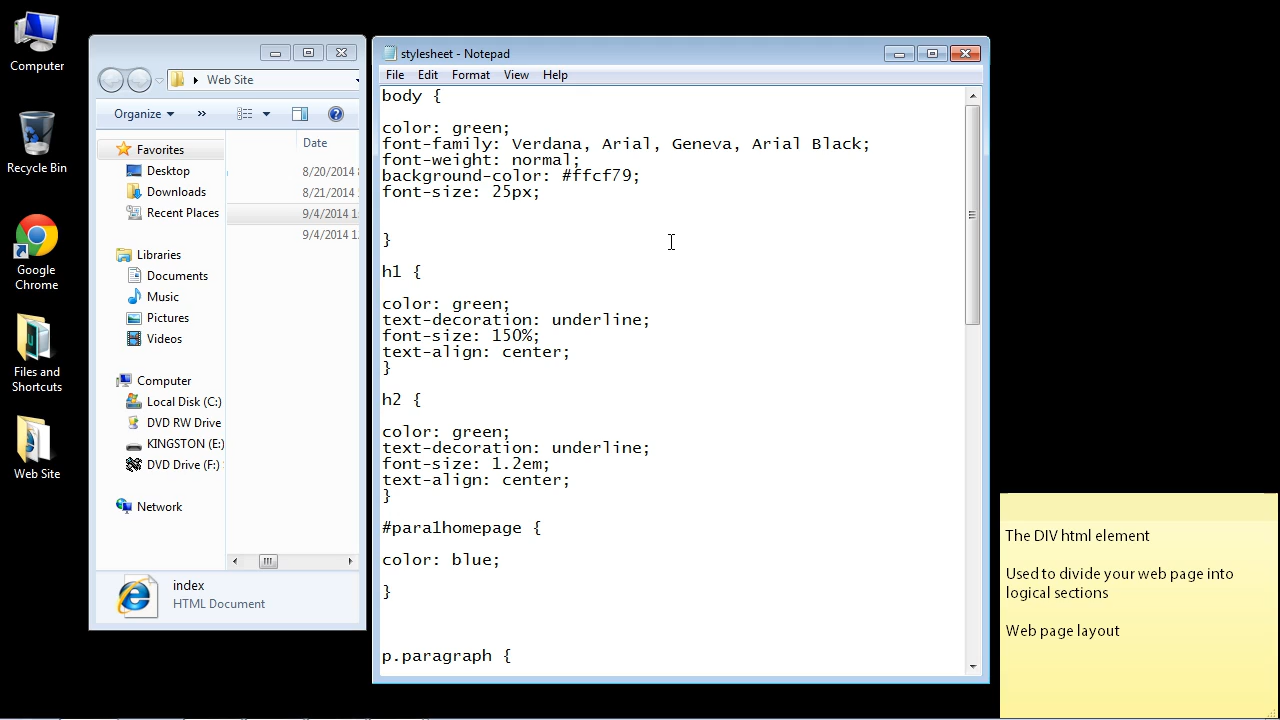 Computer
Recycle Bin
Google
Chrome
Files and
Shortcuts
Web Site
Web Site
Organize
»
Date
Favorites
Desktop
8/20/2014
Downloads
8/21/2014
Recent Places
9/4/2014 1
9/4/2014 1
Libraries
Documents
Music
Pictures
Videos
Computer
Local Disk (C:)
DVD RW Drive
KINGSTON (E:)
DVD Drive (F:)
Network
index
HTML Document
stylesheet - Notepad
File Edit Format View Help
body {
color: green;
font-family: Verdana, Arial, Geneva, Arial Black;
font-weight: normal;
background-color: #ffcf79;
font-size: 25px;
}
h1 {
color: green;
text-decoration: underline;
font-size: 150%;
text-align: center;
}
h2 {
color: green;
text-decoration: underline;
font-size: 1.2em;
text-align: center;
}
#para1homepage {
color: blue;
}
p.paragraph {
The DIV html element
Used to divide your web page into
logical sections
Web page layout